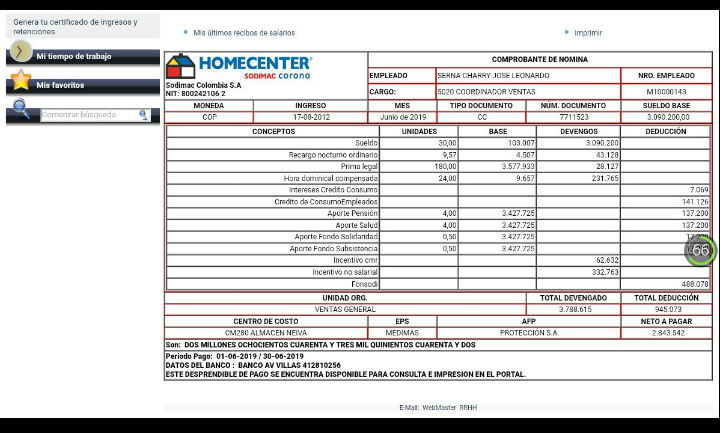 Genera tu certificado de ingresos y
retenciones
Mi tiempo de trabajo
Mis favoritos
Comenzar búsqueda
Mis últimos recibos de salarios
Imprimir
HOMECENTER
SODIMAC corona
Sodimac Colombia S.A
NIT: 800242106 2
COMPROBANTE DE NOMINA
EMPLEADO SERNA CHARRY JOSE LEONARDO NRO. EMPLEADO
CARGO: 5020 COORDINADOR VENTAS M10000143
MONEDA INGRESO MES TIPO DOCUMENTO NÚM. DOCUMENTO SUELDO BASE
COP 17-08-2012 Junio de 2019 CC 7711523 3.090.200,00
CONCEPTOS UNIDADES BASE DEVENGOS DEDUCCIÓN
Sueldo 30,00 103.007 3.090.200
Recargo nocturno ordinario 9,57 4.507 43.128
Prima legal 180,00 3.577.933 28.127
Hora dominical compensada 24,00 9.657 231.765
Intereses Credito Consumo 7.069
Credito de ConsumoEmpleados 141.126
Aporte Pensión 4,00 3.427.725 137.200
Aporte Salud 4,00 3.427.725 137.200
Aporte Fondo Solidaridad 0,50 3.427.725
Aporte Fondo Subsistencia 0,50 3.427.725
66
Incentivo cmr 62.632
Incentivo no salarial 332.763
Fonsodi 488.078
UNIDAD ORG. TOTAL DEVENGADO TOTAL DEDUCCIÓN
VENTAS GENERAL 3.788.615 945.073
CENTRO DE COSTO EPS AFP NETO A PAGAR
CM280 ALMACEN NEIVA MEDIMAS PROTECCIÓN S.A. 2.843.542
Son: DOS MILLONES OCHOCIENTOS CUARENTA Y TRES MIL QUINIENTOS CUARENTA Y DOS
Periodo Pago: 01-06-2019 / 30-06-2019
DATOS DEL BANCO : BANCO AV VILLAS 412810256
ESTE DESPRENDIBLE DE PAGO SE ENCUENTRA DISPONIBLE PARA CONSULTA E IMPRESION EN EL PORTAL.
E-Mail: WebMaster RRHH